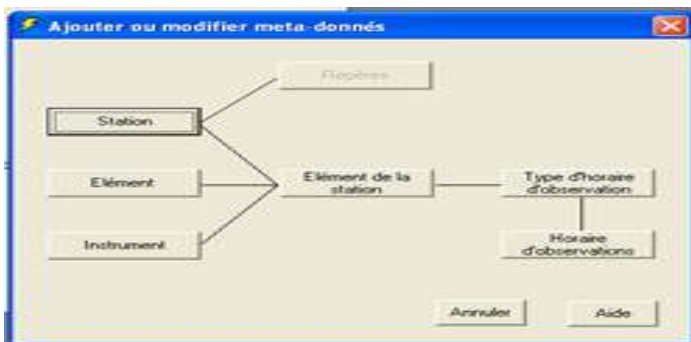 Ajouter ou modifier meta-donnés
Repères
Station
Elément
Elément de la
station
Type d'horaire
d'observation
Instrument
Horaire
d'observations
Annuler
Aide